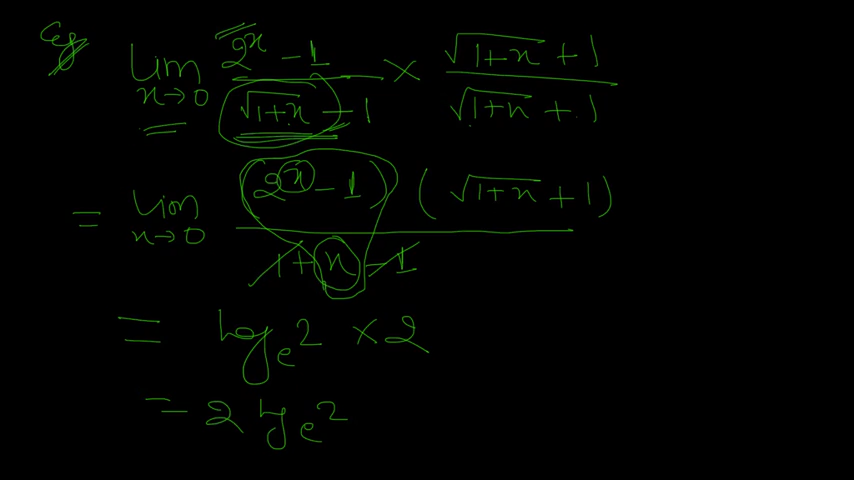 Eg lim x→0 (2^x - 1)/(√(1+x) - 1) × (√(1+x) + 1)/(√(1+x) + 1)
= lim x→0 (2^x - 1)(√(1+x) + 1)/(1 + x - 1)
= log_e 2 × 2
= 2 log_e 2